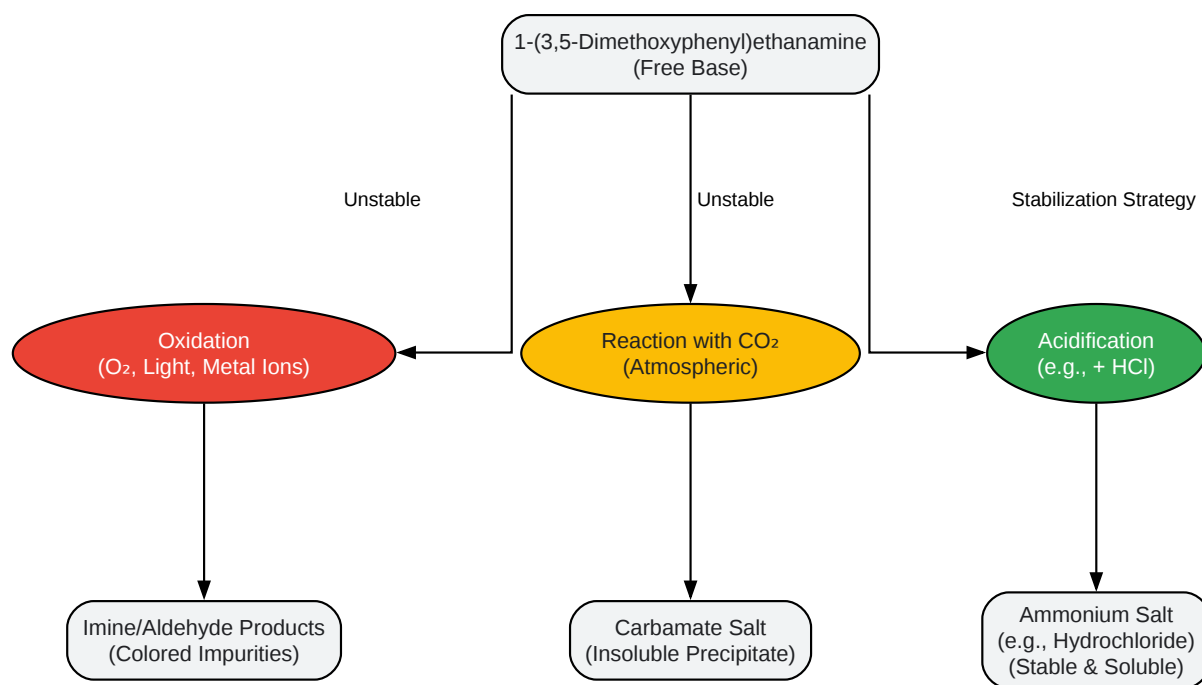 1-(3,5-Dimethoxyphenyl)ethanamine
(Free Base)
Unstable
Unstable
Stabilization Strategy
Oxidation
(O₂, Light, Metal Ions)
Reaction with CO₂
(Atmospheric)
Acidification
(e.g., + HCl)
Imine/Aldehyde Products
(Colored Impurities)
Carbamate Salt
(Insoluble Precipitate)
Ammonium Salt
(e.g., Hydrochloride)
(Stable & Soluble)